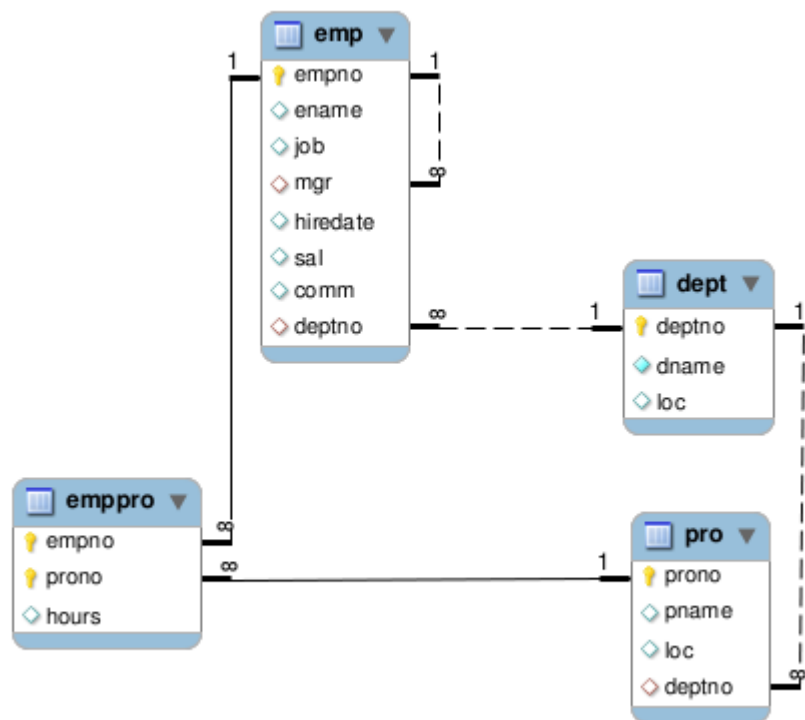 emp
1
1
empno
ename
job
mgr
∞
hiredate
sal
comm
deptno
∞
dept
1
1
deptno
dname
loc
emppro
empno
∞
prono
∞
hours
pro
1
prono
pname
loc
deptno
∞